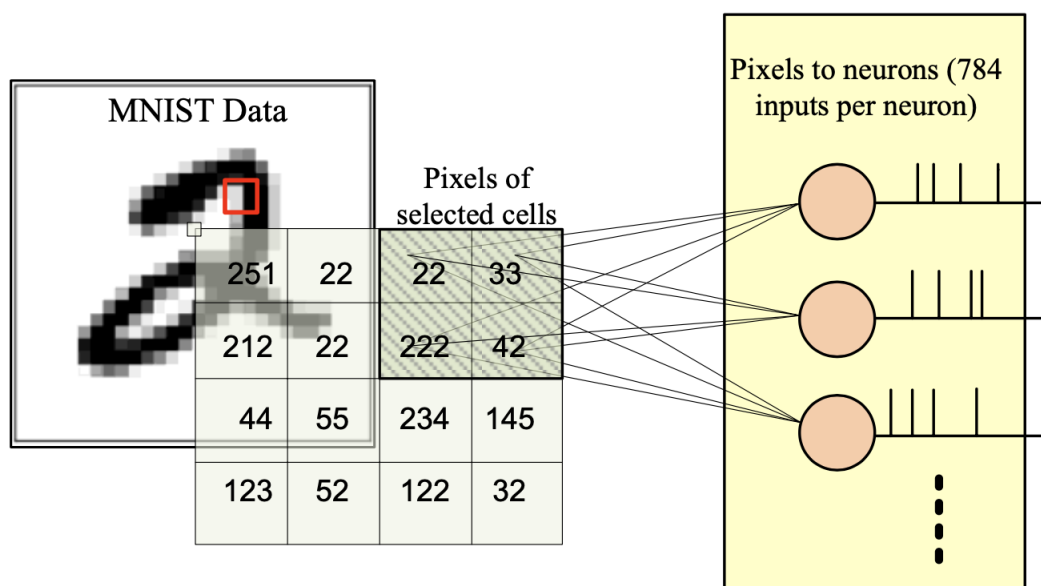 MNIST Data
Pixels of
selected cells
251 22 22 33
212 22 222 42
44 55 234 145
123 52 122 32
Pixels to neurons (784
inputs per neuron)